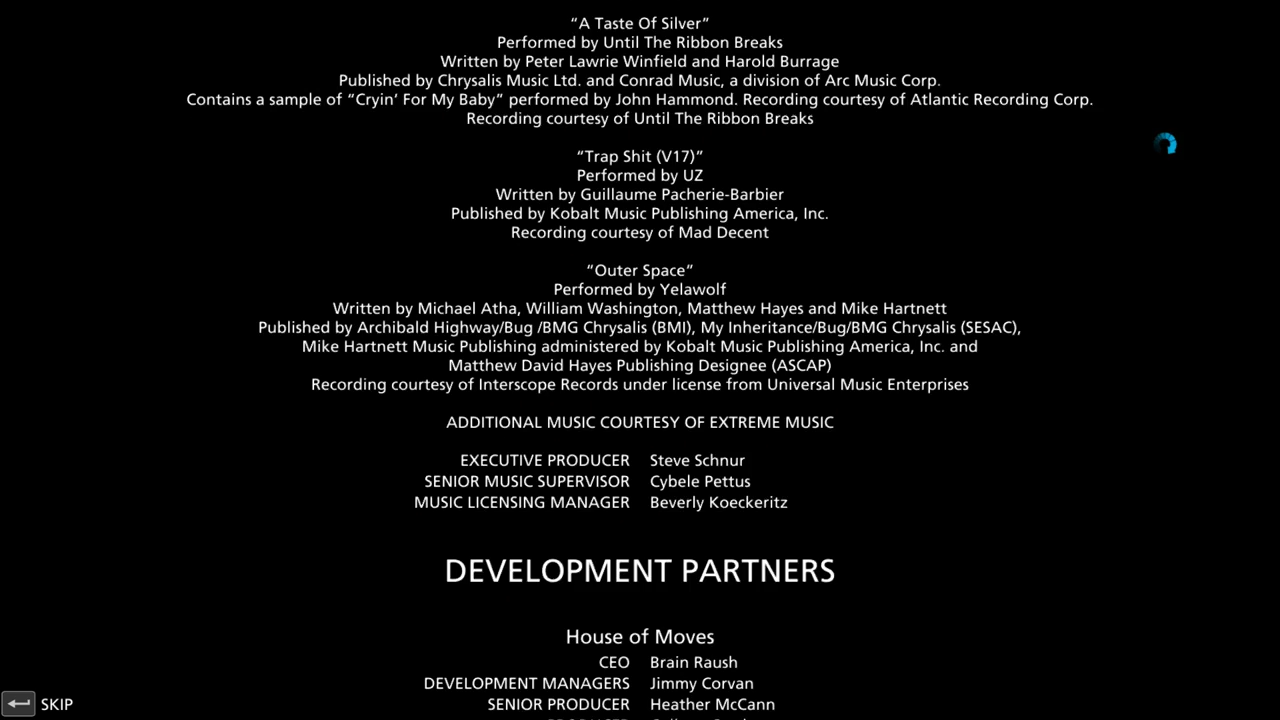 “A Taste Of Silver”
Performed by Until The Ribbon Breaks
Written by Peter Lawrie Winfield and Harold Burrage
Published by Chrysalis Music Ltd. and Conrad Music, a division of Arc Music Corp.
Contains a sample of “Cryin’ For My Baby” performed by John Hammond. Recording courtesy of Atlantic Recording Corp.
Recording courtesy of Until The Ribbon Breaks
“Trap Shit (V17)”
Performed by UZ
Written by Guillaume Pacherie-Barbier
Published by Kobalt Music Publishing America, Inc.
Recording courtesy of Mad Decent
“Outer Space”
Performed by Yelawolf
Written by Michael Atha, William Washington, Matthew Hayes and Mike Hartnett
Published by Archibald Highway/Bug /BMG Chrysalis (BMI), My Inheritance/Bug/BMG Chrysalis (SESAC),
Mike Hartnett Music Publishing administered by Kobalt Music Publishing America, Inc. and
Matthew David Hayes Publishing Designee (ASCAP)
Recording courtesy of Interscope Records under license from Universal Music Enterprises
ADDITIONAL MUSIC COURTESY OF EXTREME MUSIC
EXECUTIVE PRODUCER Steve Schnur
SENIOR MUSIC SUPERVISOR Cybele Pettus
MUSIC LICENSING MANAGER Beverly Koeckeritz
DEVELOPMENT PARTNERS
House of Moves
CEO Brain Raush
DEVELOPMENT MANAGERS Jimmy Corvan
SENIOR PRODUCER Heather McCann
SKIP